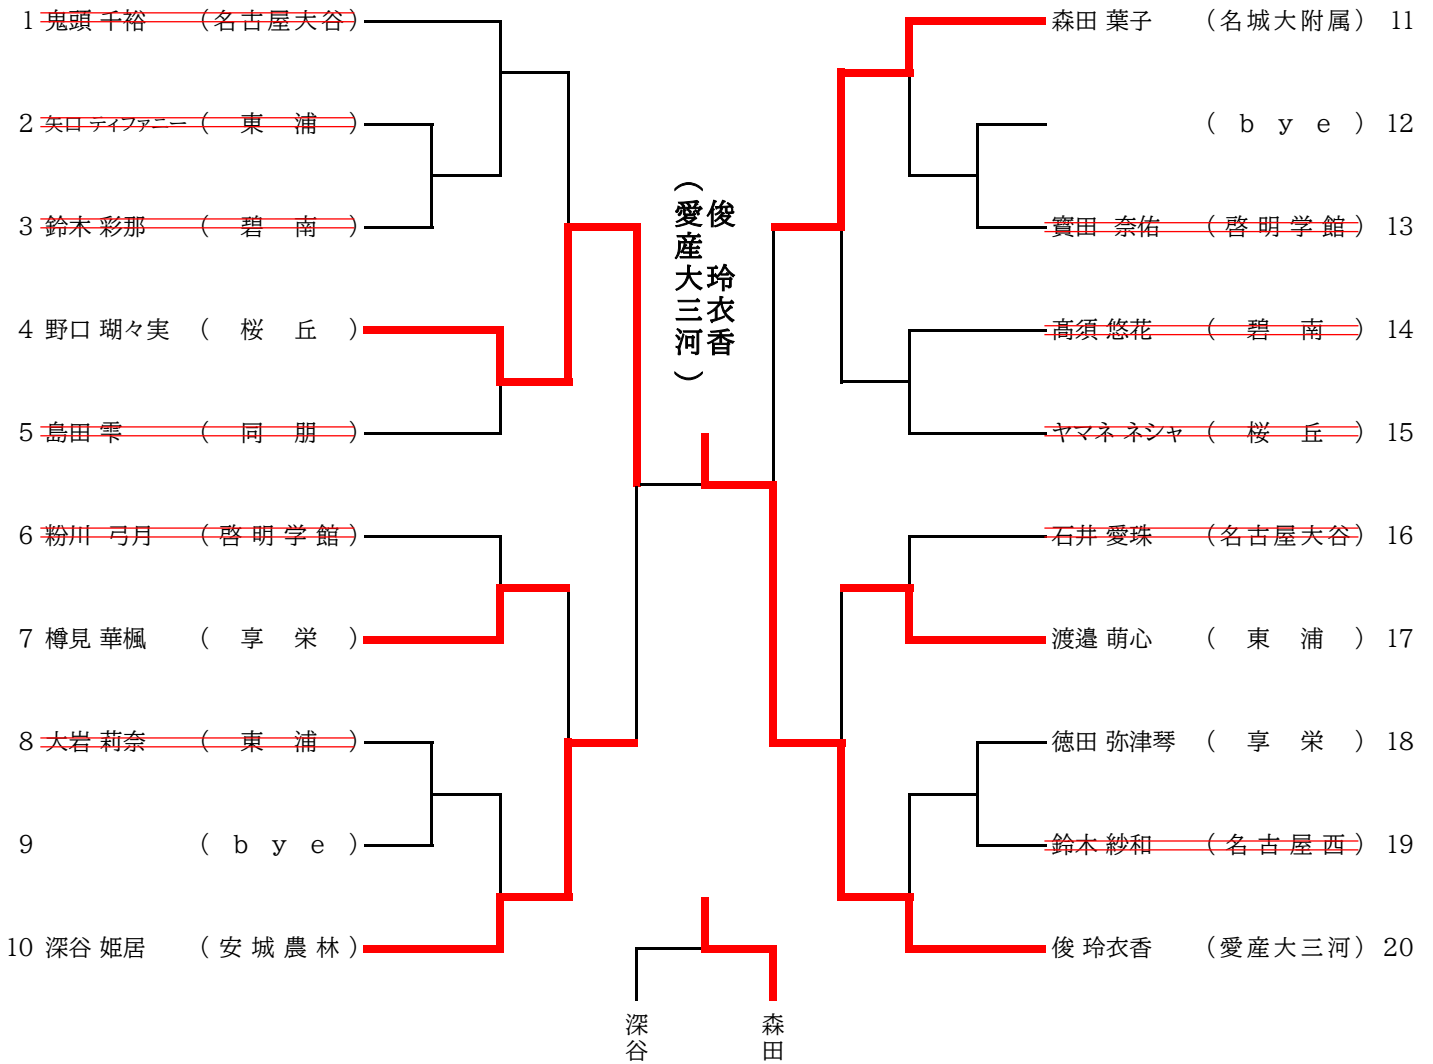 1 鬼頭 千裕 (名古屋大谷)
2 矢口 ティファニー ( 東 浦 )
3 鈴木 彩那 ( 碧 南 )
4 野口 瑚々実 ( 桜 丘 )
5 島田 雫 ( 同 朋 )
6 粉川 弓月 ( 啓 明 学 館 )
7 樽見 華楓 ( 享 栄 )
8 大岩 莉奈 ( 東 浦 )
9 ( b y e )
10 深谷 姫居 ( 安 城 農 林 )
俊 玲衣香
(愛産大三河)
深谷
森田
森田 葉子 (名城大附属) 11
( b y e ) 12
寳田 奈佑 ( 啓 明 学 館 ) 13
髙須 悠花 ( 碧 南 ) 14
ヤマネ ネシャ ( 桜 丘 ) 15
石井 愛珠 (名古屋大谷) 16
渡邉 萌心 ( 東 浦 ) 17
徳田 弥津琴 ( 享 栄 ) 18
鈴木 紗和 ( 名 古 屋 西 ) 19
俊 玲衣香 (愛産大三河) 20